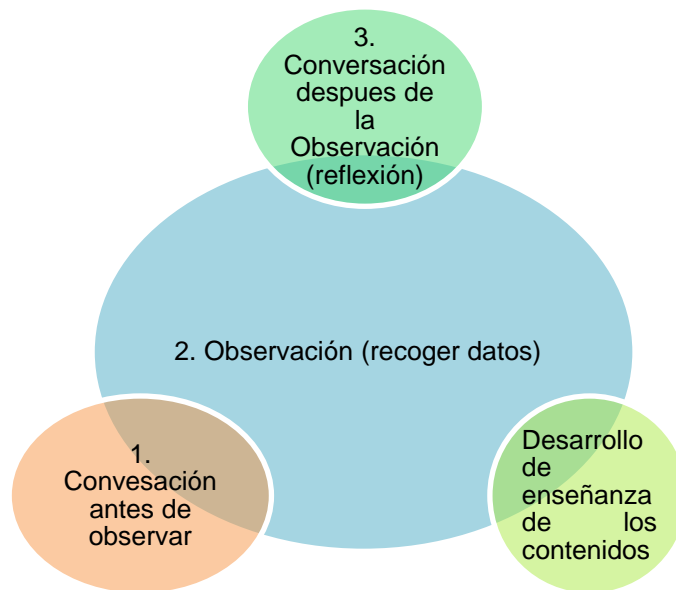 3.
Conversación
despues de
la
Observación
(reflexión)
2. Observación (recoger datos)
1.
Convesación
antes de
observar
Desarrollo
de
enseñanza
de los
contenidos